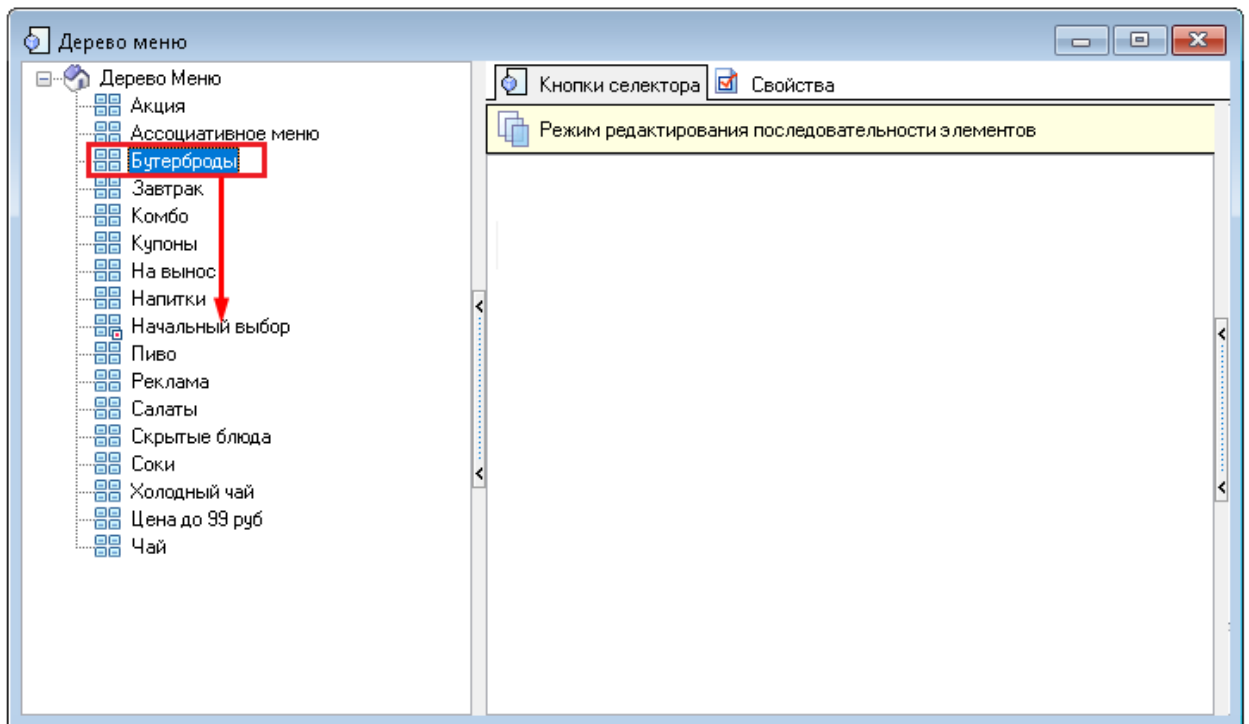 Дерево меню
Дерево Меню
Акция
Ассоциативное меню
Бутерброды
Завтрак
Комбо
Купоны
На вынос
Напитки
Начальный выбор
Пиво
Реклама
Салаты
Скрытые блюда
Соки
Холодный чай
Цена до 99 руб
Чай
Кнопки селектора
Свойства
Режим редактирования последовательности элементов